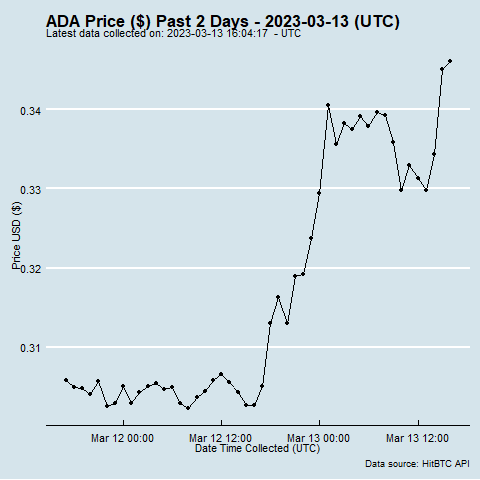 ADA Price ($) Past 2 Days - 2023-03-13 (UTC)
Latest data collected on: 2023-03-13 16:04:17 - UTC
0.34
0.33
0.32
0.31
Price USD ($)
Mar 12 00:00 Mar 12 12:00 Mar 13 00:00 Mar 13 12:00
Date Time Collected (UTC)
Data source: HitBTC API